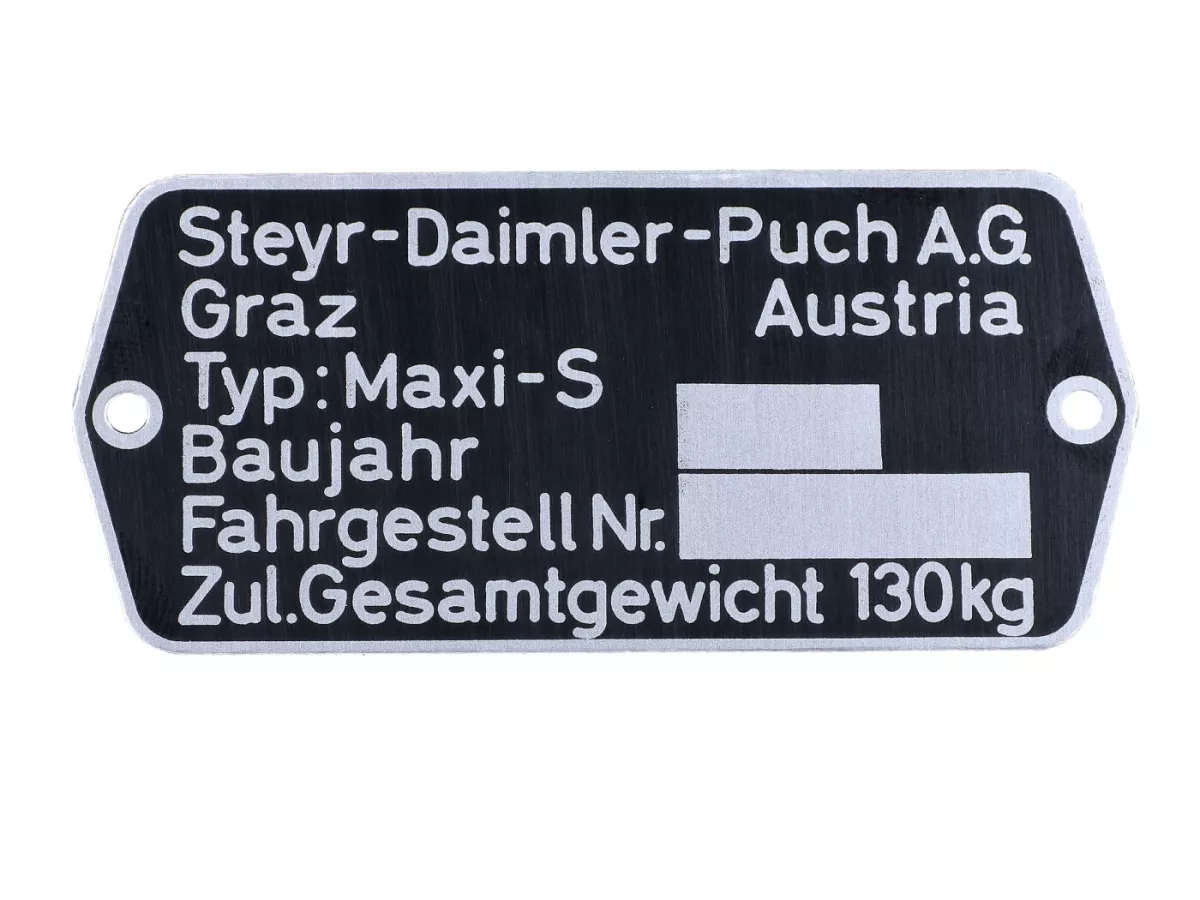 Steyr-Daimler-Puch A.G.
Graz Austria
Typ: Maxi-S
Baujahr
Fahrgestell Nr.
Zul.Gesamtgewicht 130kg